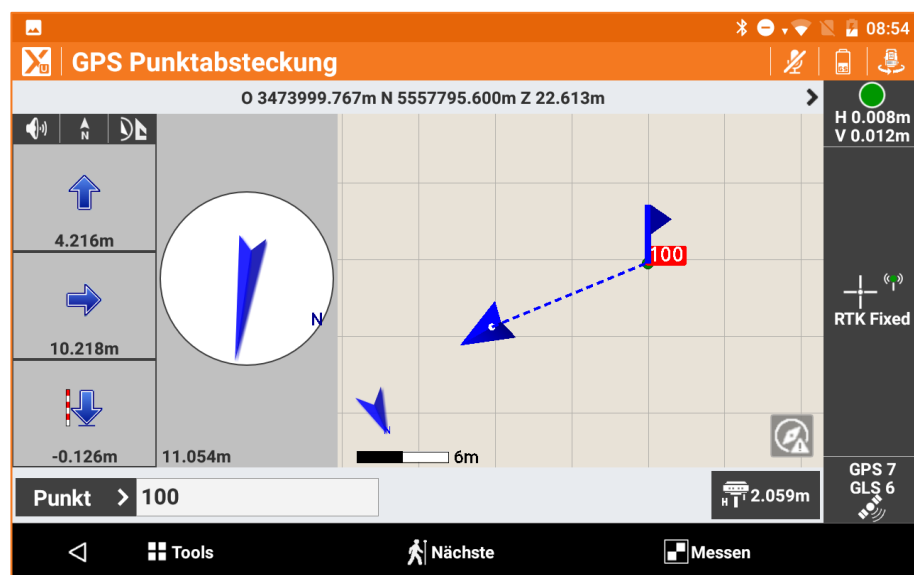 08:54
Xu GPS Punktabsteckung
O 3473999.767m N 5557795.600m Z 22.613m
H 0.008m
V 0.012m
N
4.216m
100
N
RTK Fixed
10.218m
N
-0.126m
11.054m
6m
GPS 7
GLS 6
Punkt
100
H
2.059m
Tools
Nächste
Messen